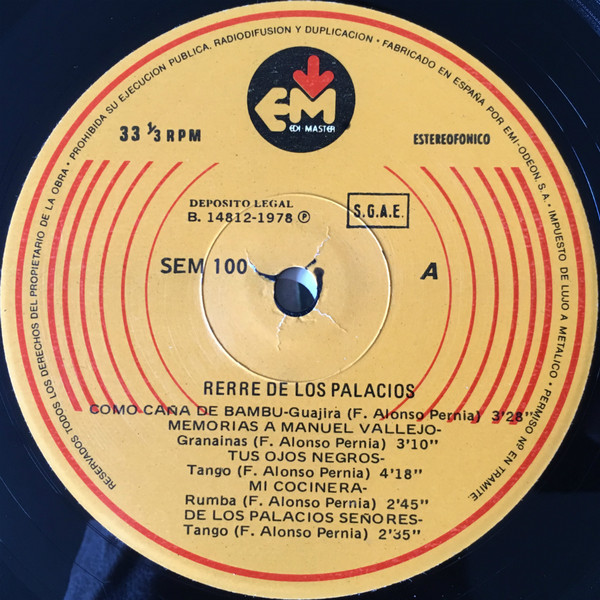 RESERVADOS TODOS LOS DERECHOS DEL PROPIETARIO DE LA OBRA · PROHIBIDA SU EJECUCION PUBLICA, RADIODIFUSION Y DUPLICACION · FABRICADO EN ESPAÑA POR EMI-ODEON, S.A. · IMPUESTO DE LUJO A METALICO · PERMISO Nº EN TRAMITE.
EM
EDI-MASTER
33 1/3 RPM
ESTEREOFONICO
DEPOSITO LEGAL
B. 14812-1978 Ⓟ
S.G.A.E.
SEM 100
A
RERRE DE LOS PALACIOS
COMO CAÑA DE BAMBU-Guajira (F. Alonso Pernia) 3'28"
MEMORIAS A MANUEL VALLEJO-
Granainas (F. Alonso Pernia) 3'10"
TUS OJOS NEGROS-
Tango (F. Alonso Pernia) 4'18"
MI COCINERA-
Rumba (F. Alonso Pernia) 2'45"
DE LOS PALACIOS SEÑORES-
Tango (F. Alonso Pernia) 2'35"